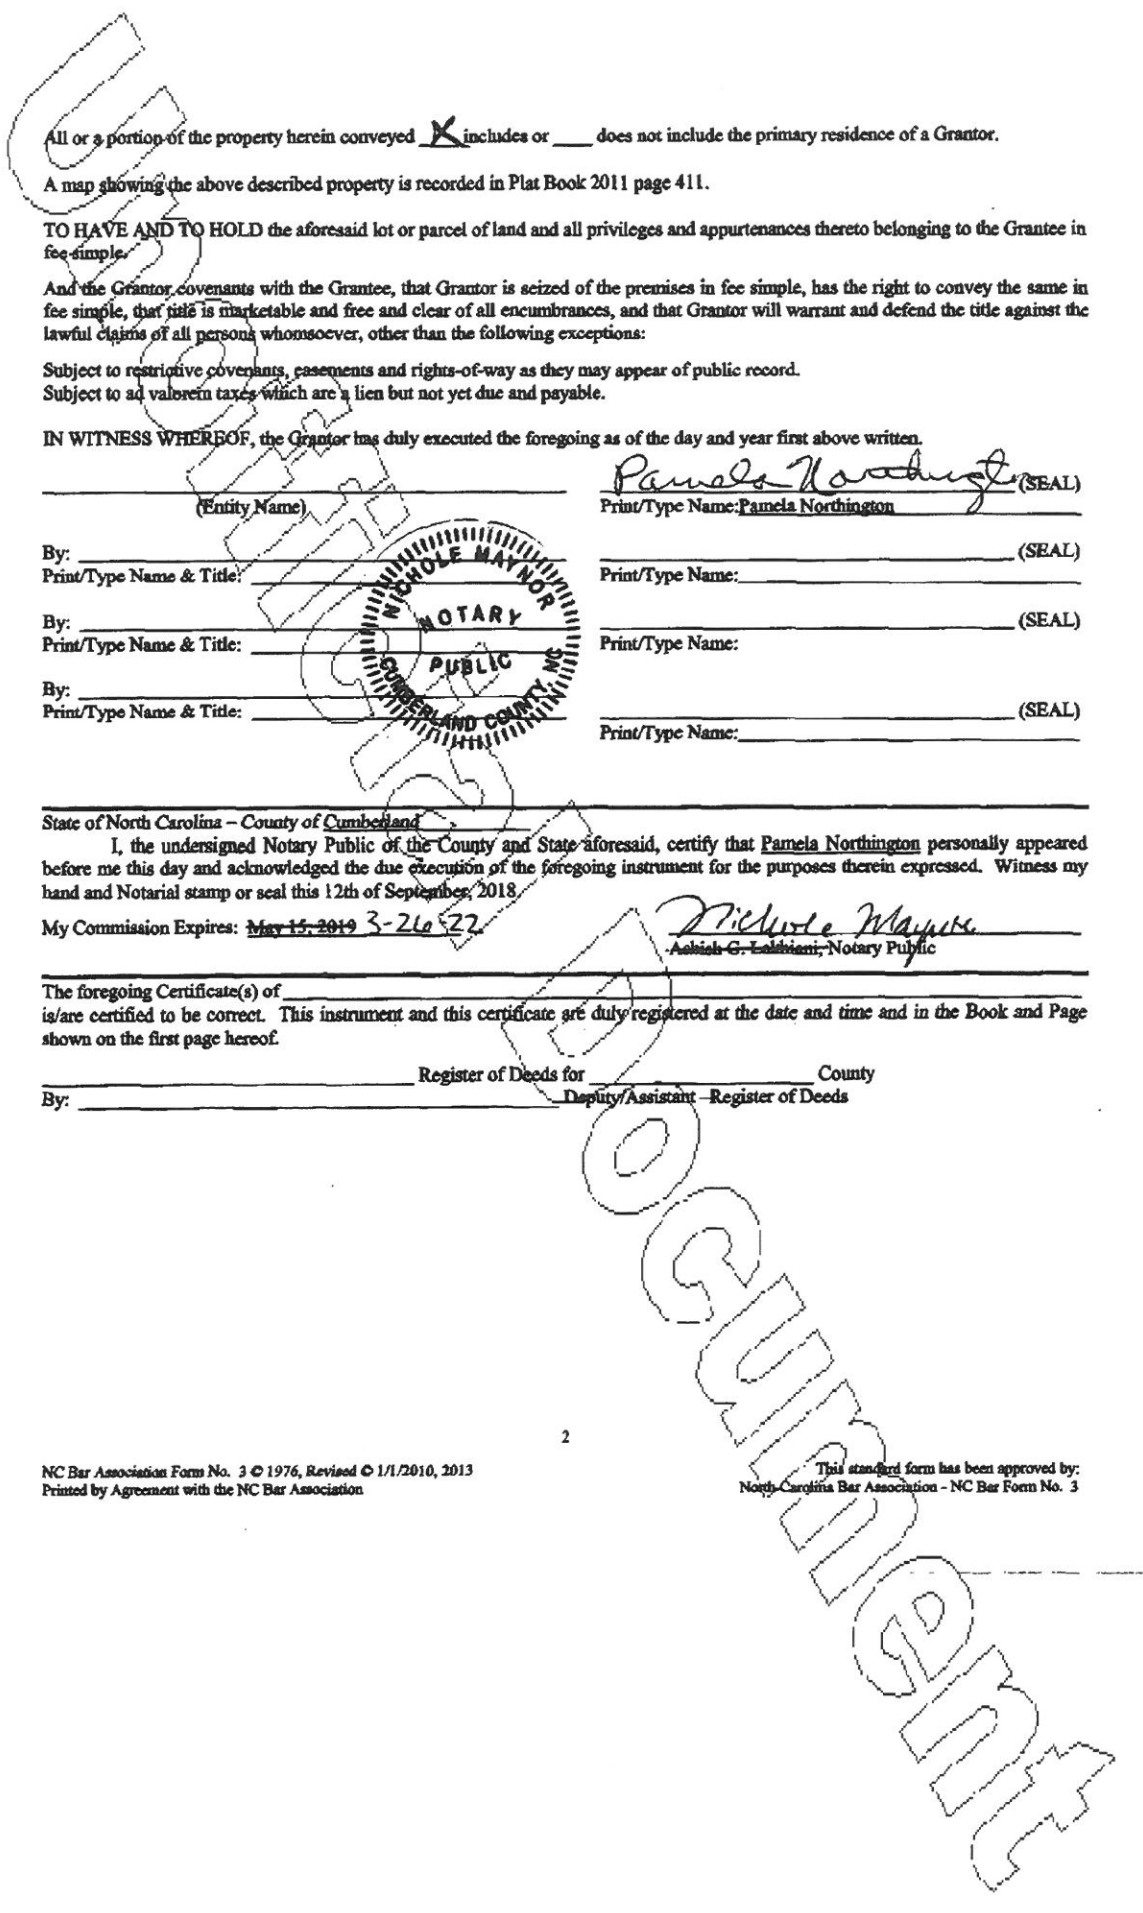 All or a portion of the property herein conveyed X includes or ____ does not include the primary residence of a Grantor.
A map showing the above described property is recorded in Plat Book 2011 page 411.
TO HAVE AND TO HOLD the aforesaid lot or parcel of land and all privileges and appurtenances thereto belonging to the Grantee in
fee simple.
And the Grantor covenants with the Grantee, that Grantor is seized of the premises in fee simple, has the right to convey the same in
fee simple, that title is marketable and free and clear of all encumbrances, and that Grantor will warrant and defend the title against the
lawful claims of all persons whomsoever, other than the following exceptions:
Subject to restrictive covenants, easements and rights-of-way as they may appear of public record.
Subject to ad valorem taxes which are a lien but not yet due and payable.
IN WITNESS WHEREOF, the Grantor has duly executed the foregoing as of the day and year first above written.
Pamela Northington (SEAL)
(Entity Name) Print/Type Name: Pamela Northington
By: (SEAL)
Print/Type Name & Title: Print/Type Name:
By: (SEAL)
Print/Type Name & Title: Print/Type Name:
By: (SEAL)
Print/Type Name & Title: Print/Type Name:
NICHOLE MAYNOR
NOTARY
PUBLIC
CUMBERLAND COUNTY, NC
State of North Carolina – County of Cumberland
I, the undersigned Notary Public of the County and State aforesaid, certify that Pamela Northington personally appeared
before me this day and acknowledged the due execution of the foregoing instrument for the purposes therein expressed. Witness my
hand and Notarial stamp or seal this 12th of September, 2018
My Commission Expires: May 15, 2019 3-26-22 Nichole Maynor
Ashish G. Lakhiani, Notary Public
The foregoing Certificate(s) of
is/are certified to be correct. This instrument and this certificate are duly registered at the date and time and in the Book and Page
shown on the first page hereof.
Register of Deeds for County
By: Deputy/Assistant –Register of Deeds
2
NC Bar Association Form No. 3 © 1976, Revised © 1/1/2010, 2013 This standard form has been approved by:
Printed by Agreement with the NC Bar Association North Carolina Bar Association - NC Bar Form No. 3
Unofficial Document